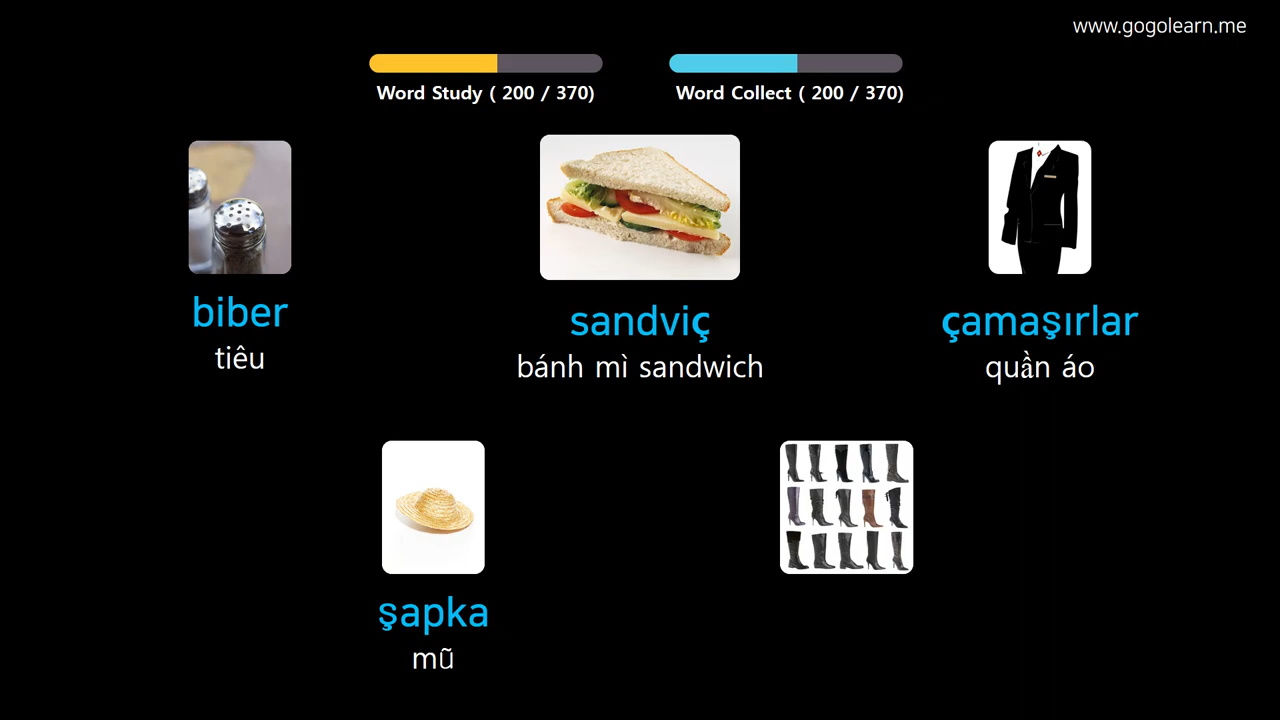 www.gogolearn.me
Word Study ( 200 / 370)
Word Collect ( 200 / 370)
biber
tiêu
sandviç
bánh mì sandwich
çamaşırlar
quần áo
şapka
mũ